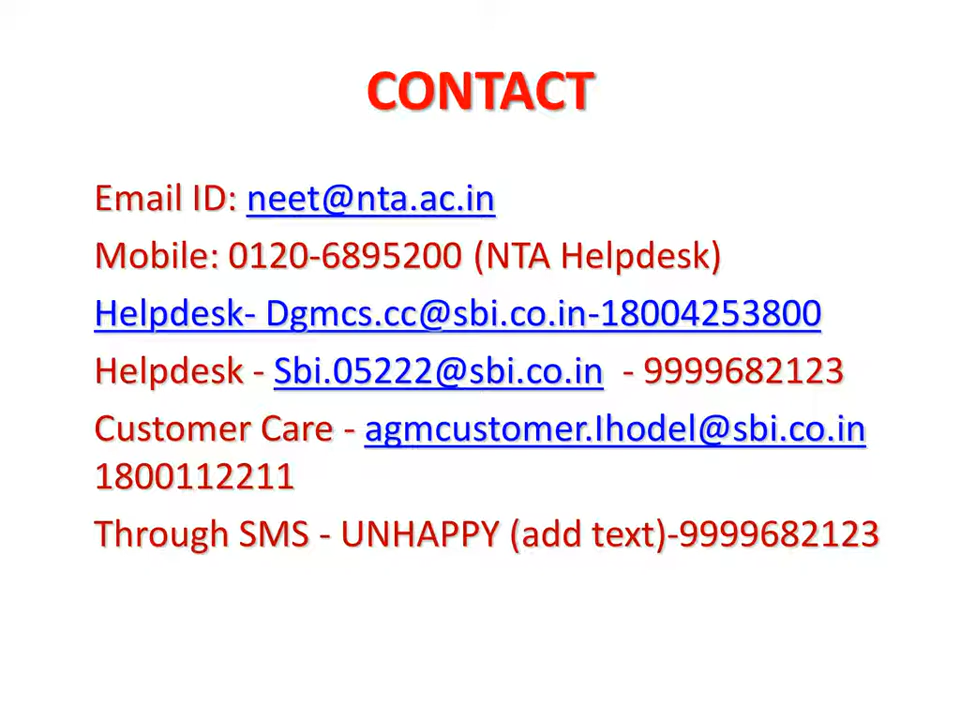 CONTACT
Email ID: neet@nta.ac.in
Mobile: 0120-6895200 (NTA Helpdesk)
Helpdesk- Dgmcs.cc@sbi.co.in-18004253800
Helpdesk - Sbi.05222@sbi.co.in - 9999682123
Customer Care - agmcustomer.Ihodel@sbi.co.in
1800112211
Through SMS - UNHAPPY (add text)-9999682123